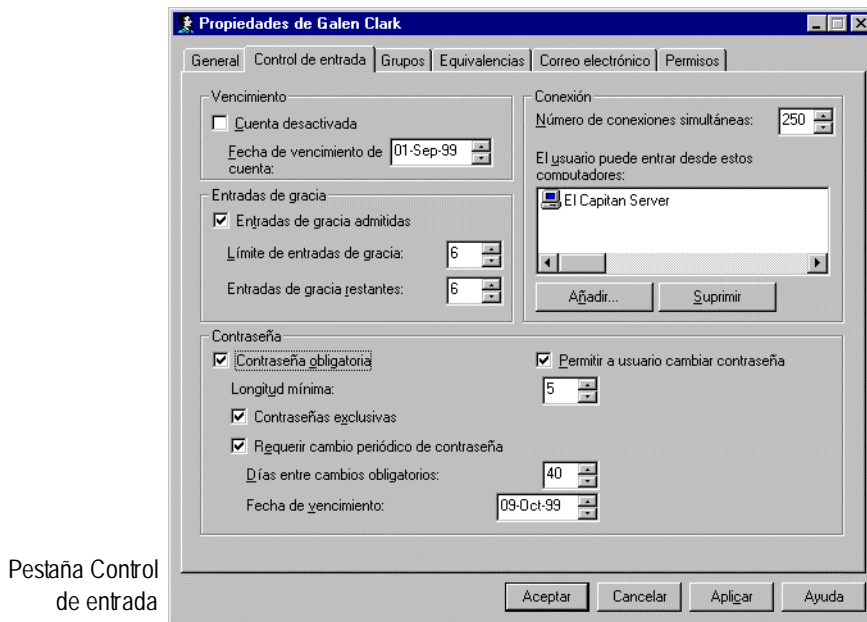 Propiedades de Galen Clark
General Control de entrada Grupos Equivalencias Correo electrónico Permisos
Vencimiento
Cuenta desactivada
Fecha de vencimiento de
cuenta:
01-Sep-99
Entradas de gracia
Entradas de gracia admitidas
Límite de entradas de gracia: 6
Entradas de gracia restantes: 6
Conexión
Número de conexiones simultáneas: 250
El usuario puede entrar desde estos
computadores:
El Capitan Server
Añadir... Suprimir
Contraseña
Contraseña obligatoria Permitir a usuario cambiar contraseña
Longitud mínima: 5
Contraseñas exclusivas
Requerir cambio periódico de contraseña
Días entre cambios obligatorios: 40
Fecha de vencimiento: 09-Oct-99
Pestaña Control
de entrada
Aceptar Cancelar Aplicar Ayuda